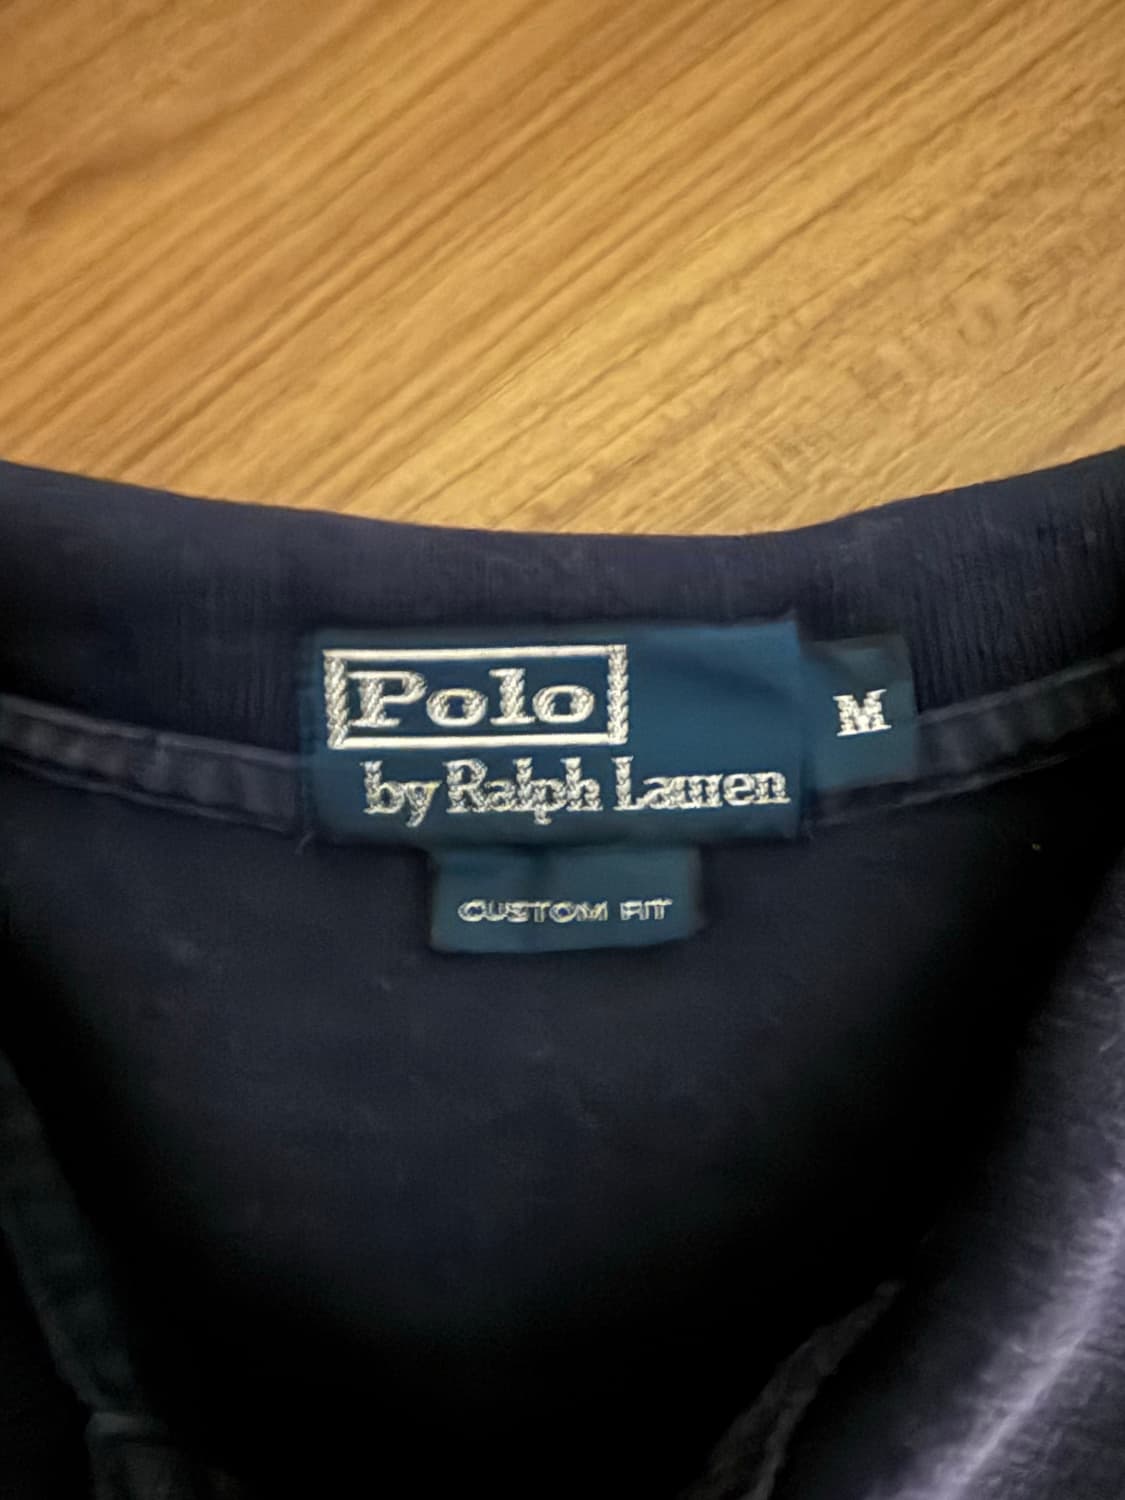 Polo
by Ralph Lauren
M
CUSTOM FIT